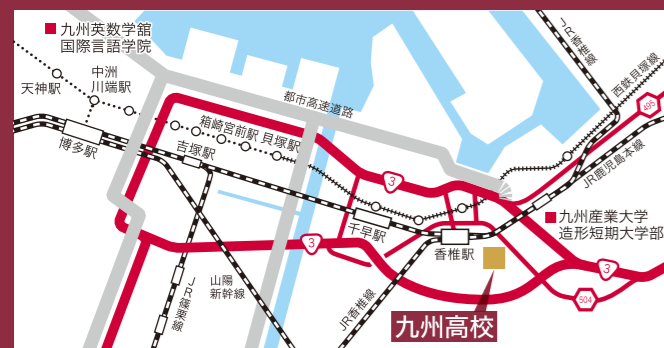 九州英数学舘
国際言語学院
天神駅
中洲
川端駅
博多駅
吉塚駅
箱崎宮前駅
貝塚駅
都市高速道路
JR香椎線
西鉄貝塚線
495
JR鹿児島本線
3
九州産業大学
造形短期大学部
千早駅
香椎駅
3
3
504
山陽
新幹線
JR篠栗線
JR香椎線
九州高校